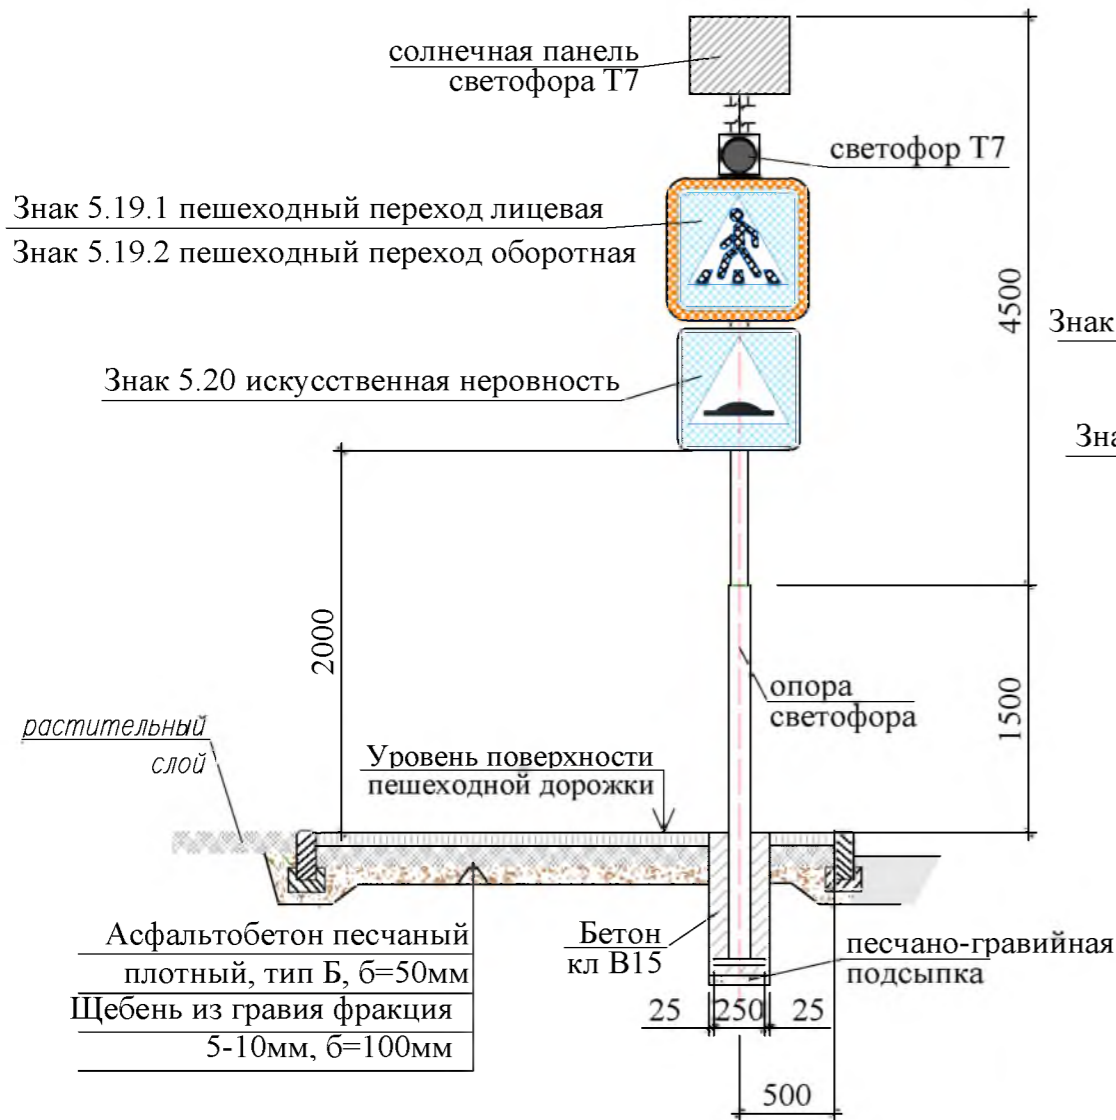 солнечная панель
светофора Т7
светофор Т7
Знак 5.19.1 пешеходный переход лицевая
Знак 5.19.2 пешеходный переход оборотная
4500
Знак
Знак 5.20 искусственная неровность
Зна
2000
опора
светофора
1500
растительный
слой
Уровень поверхности
пешеходной дорожки
Асфальтобетон песчаный
плотный, тип Б, б=50мм
Щебень из гравия фракция
5-10мм, б=100мм
Бетон
кл В15
песчано-гравийная
подсыпка
25
250
25
500